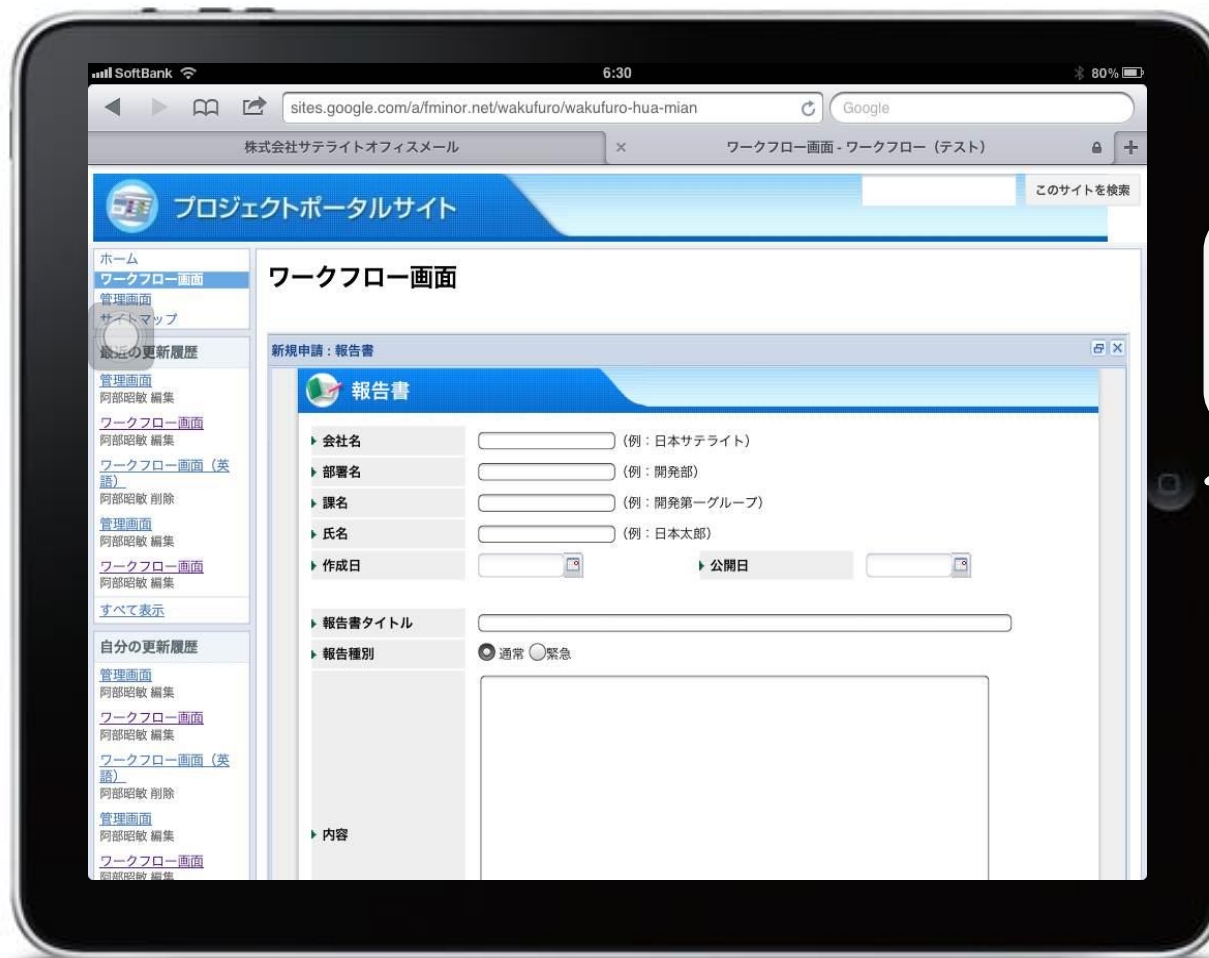 SoftBank
6:30
80%
sites.google.com/a/fminor.net/wakufuro/wakufuro-hua-mian
Google
株式会社サテライトオフィスメール
ワークフロー画面 - ワークフロー（テスト）
プロジェクトポータルサイト
このサイトを検索
ホーム
ワークフロー画面
管理画面
サイトマップ
最近の更新履歴
管理画面
阿部昭敏 編集
ワークフロー画面
阿部昭敏 編集
ワークフロー画面（英
語）
阿部昭敏 削除
管理画面
阿部昭敏 編集
ワークフロー画面
阿部昭敏 編集
すべて表示
自分の更新履歴
管理画面
阿部昭敏 編集
ワークフロー画面
阿部昭敏 編集
ワークフロー画面（英
語）
阿部昭敏 削除
管理画面
阿部昭敏 編集
ワークフロー画面
阿部昭敏 編集
ワークフロー画面
新規申請 : 報告書
報告書
会社名 （例：日本サテライト）
部署名 （例：開発部）
課名 （例：開発第一グループ）
氏名 （例：日本太郎）
作成日 公開日
報告書タイトル
報告種別 通常 緊急
内容